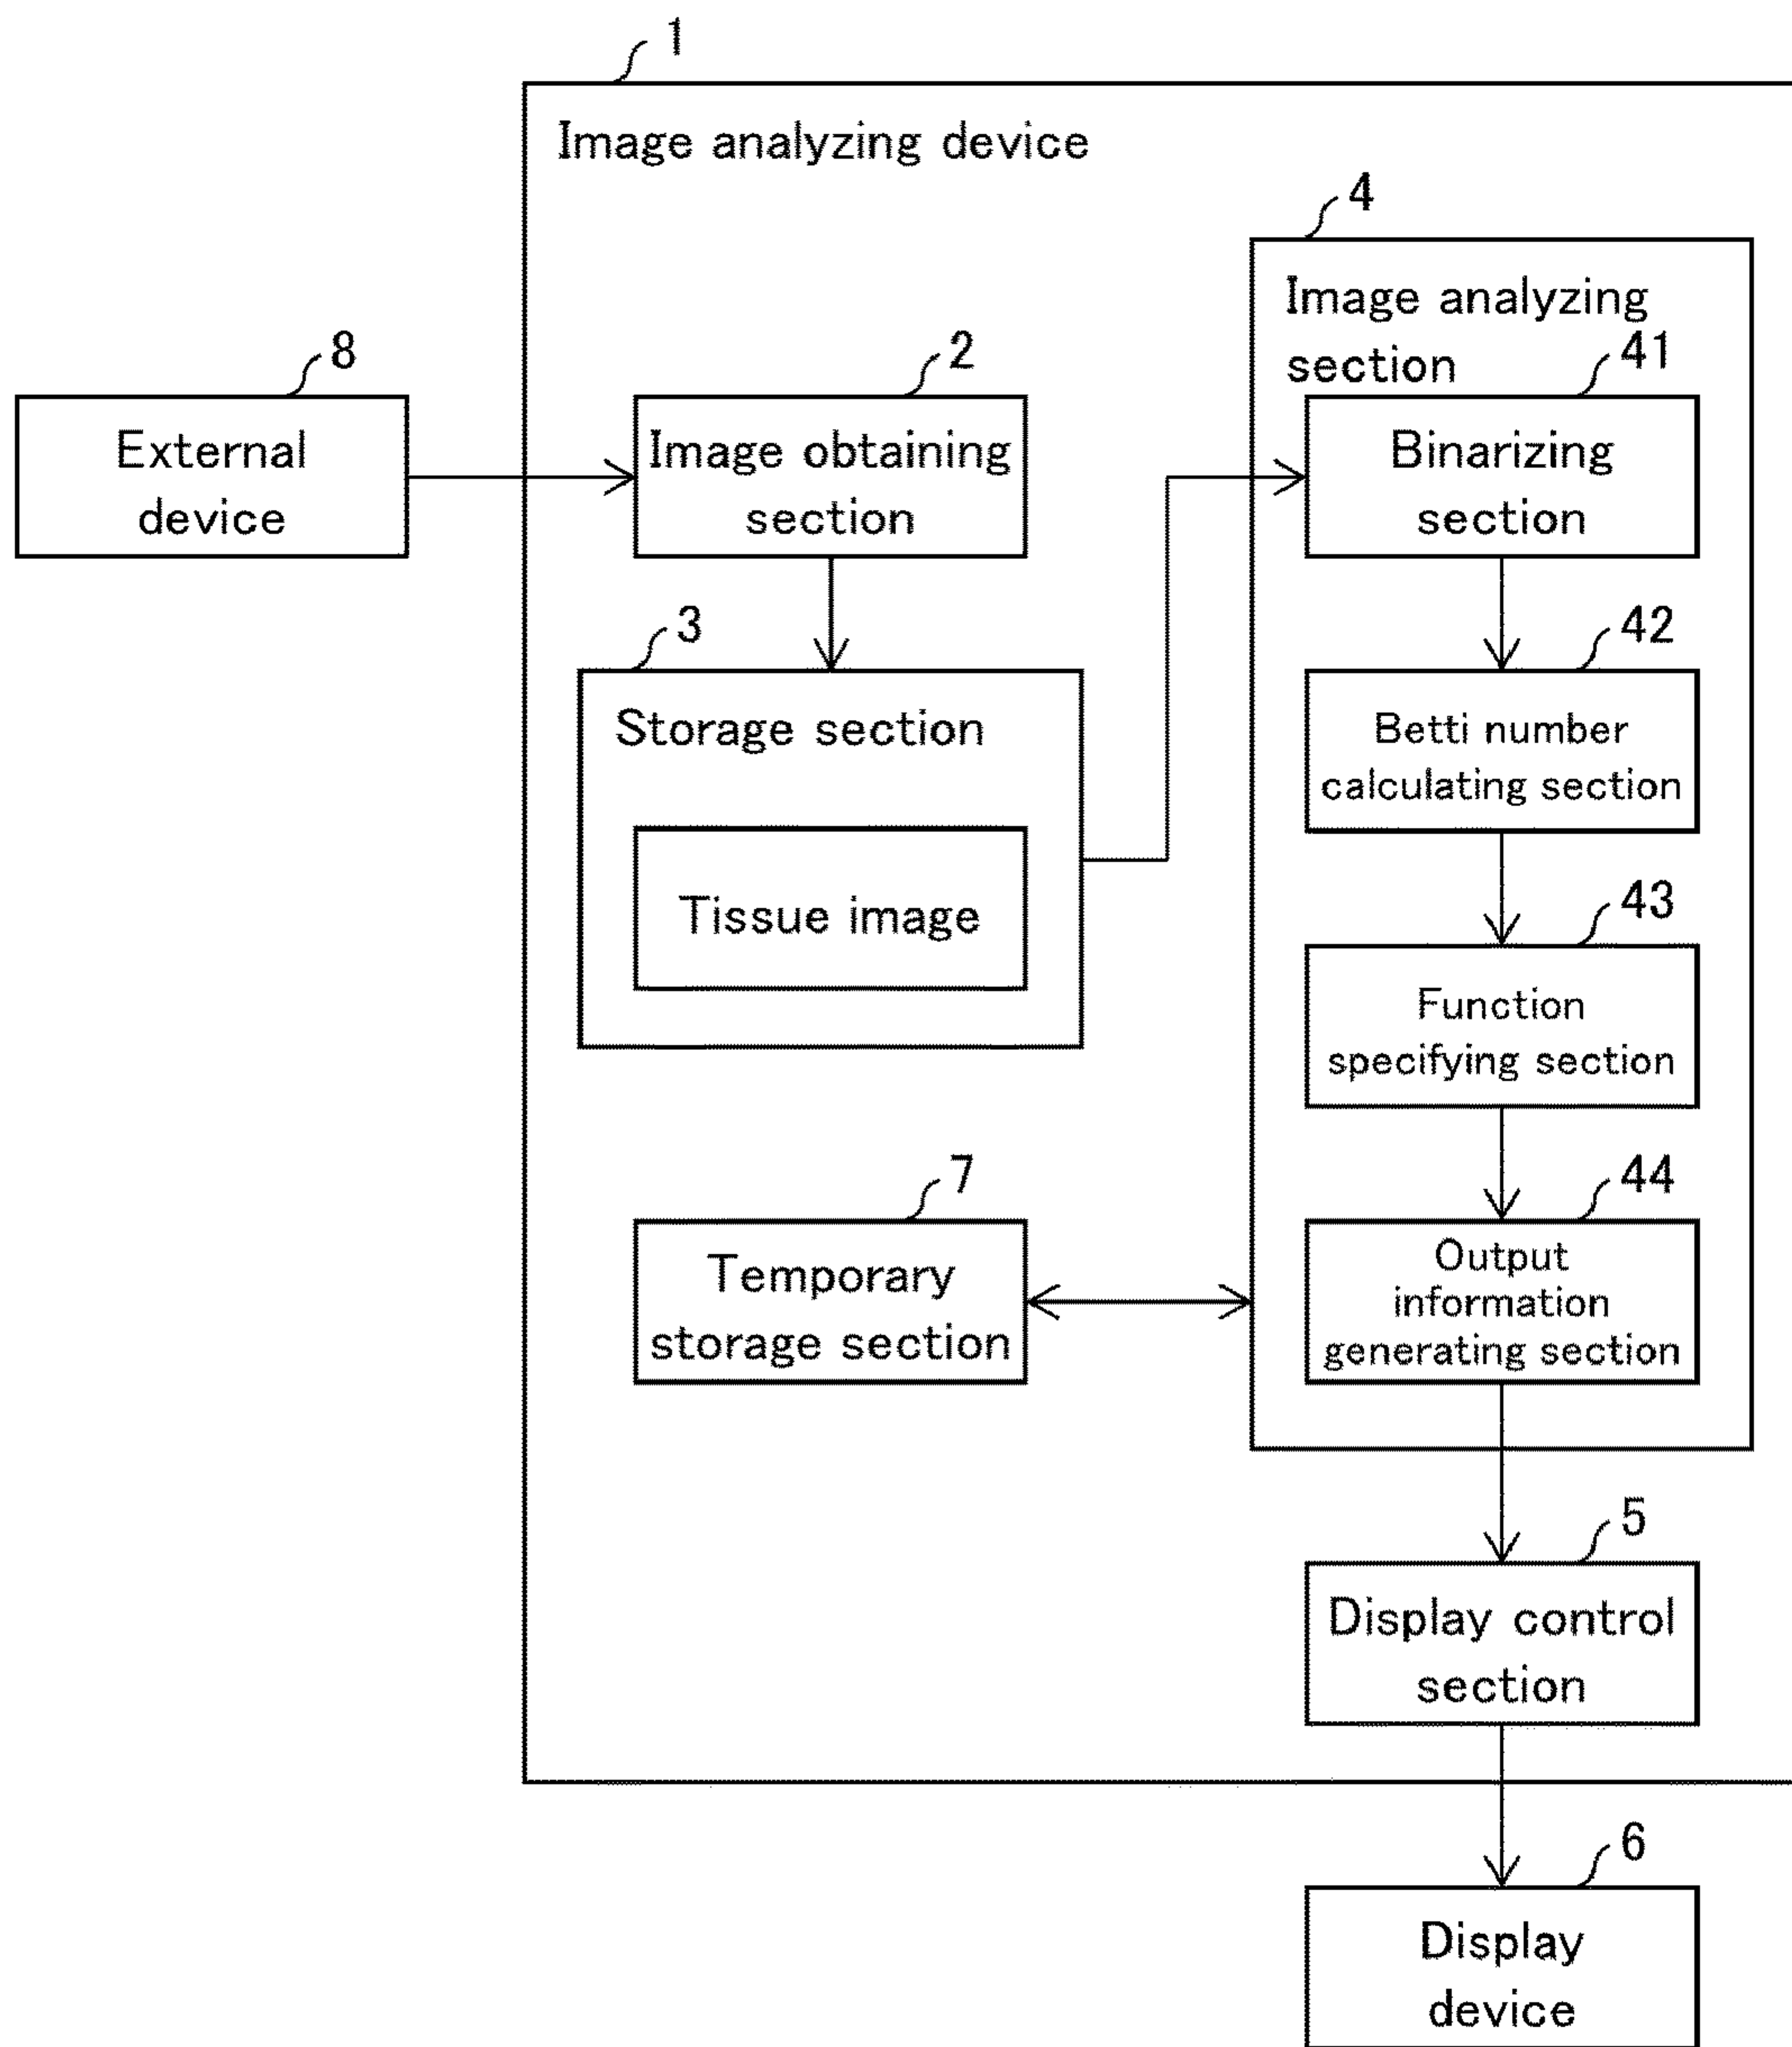 1
Image analyzing device
4
Image analyzing
section
8
External
device
2
Image obtaining
section
3
Storage section
Tissue image
41
Binarizing
section
42
Betti number
calculating section
43
Function
specifying section
7
Temporary
storage section
44
Output
information
generating section
5
Display control
section
6
Display
device